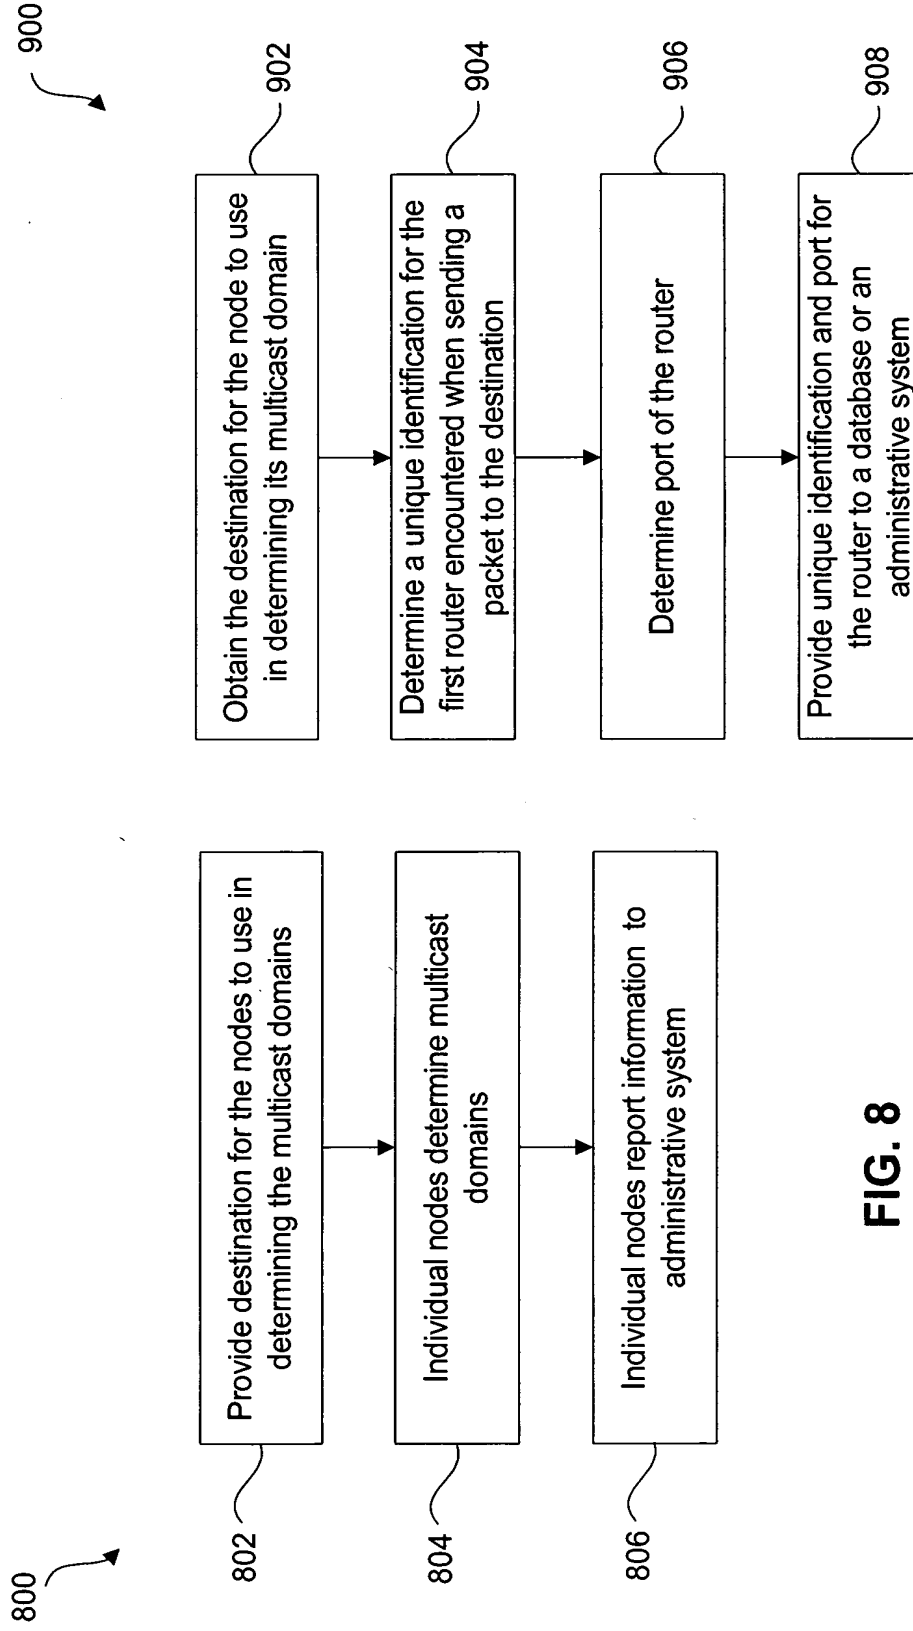 800
802
Provide destination for the nodes to use in
determining the multicast domains
804
Individual nodes determine multicast
domains
806
Individual nodes report information to
administrative system
FIG. 8
900
Obtain the destination for the node to use
in determining its multicast domain
902
Determine a unique identification for the
first router encountered when sending a
packet to the destination
904
Determine port of the router
906
Provide unique identification and port for
the router to a database or an
administrative system
908